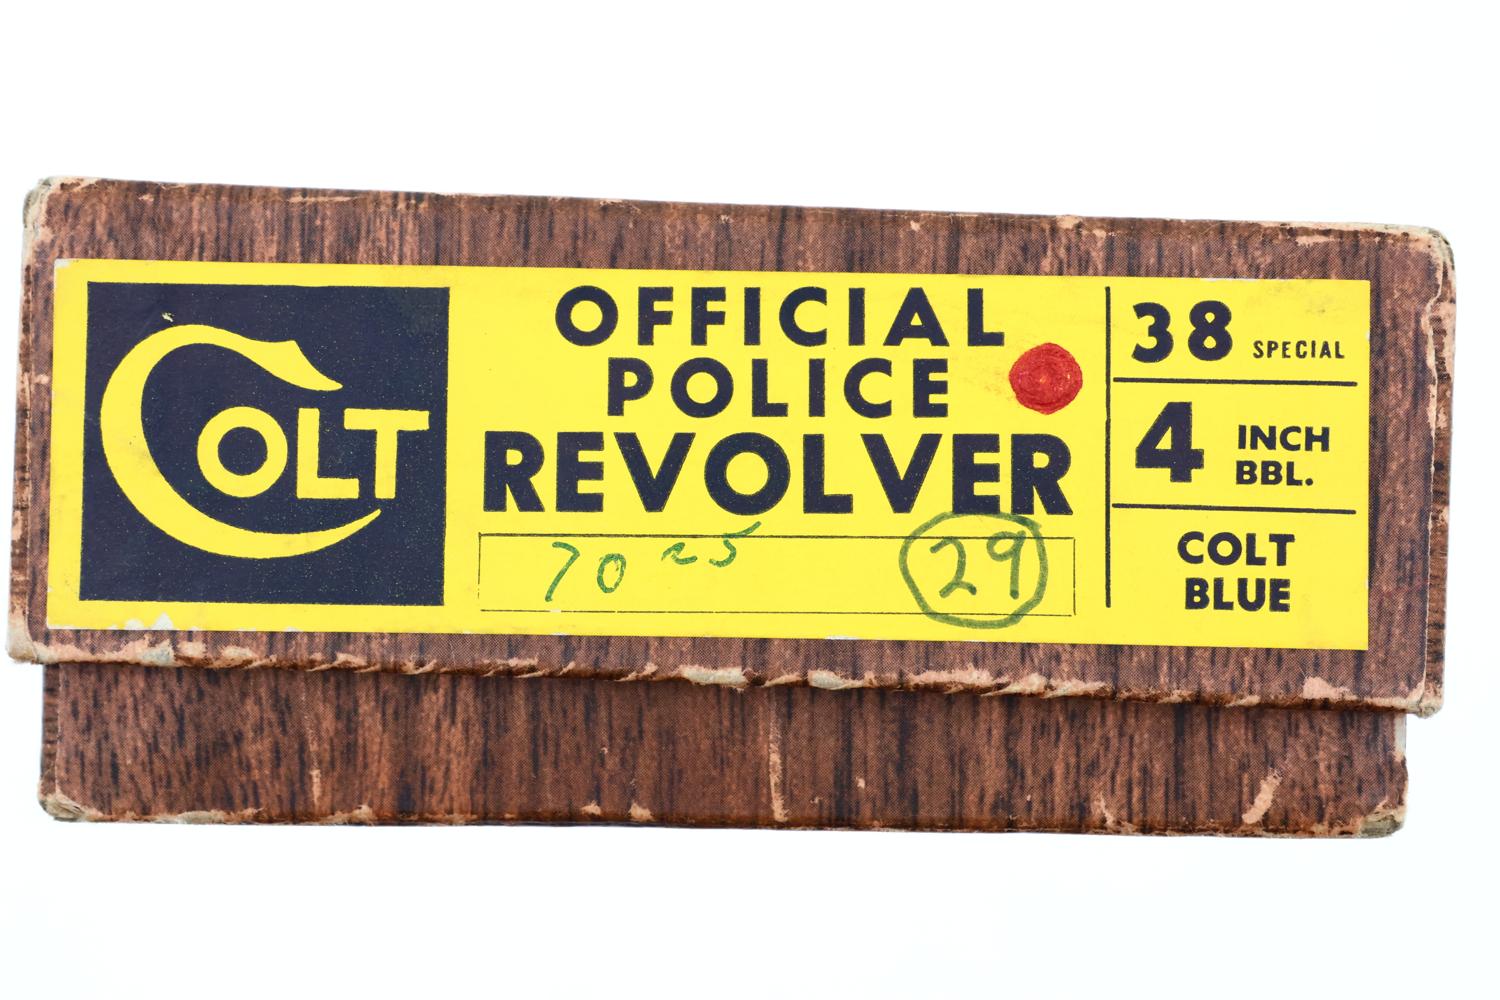 COLT
OFFICIAL
POLICE
REVOLVER
70 25
29
38 SPECIAL
4 INCH
BBL.
COLT
BLUE